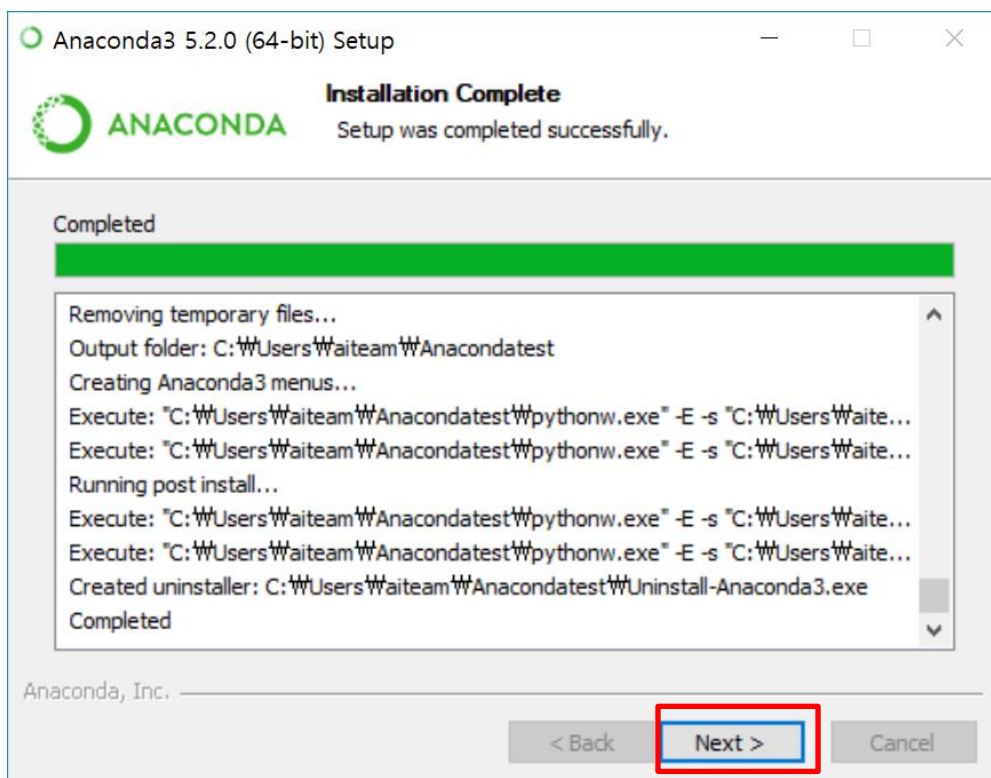 Anaconda3 5.2.0 (64-bit) Setup
ANACONDA
Installation Complete
Setup was completed successfully.
Completed
Removing temporary files...
Output folder: C:₩Users₩aiteam₩Anacondatest
Creating Anaconda3 menus...
Execute: "C:₩Users₩aiteam₩Anacondatest₩pythonw.exe" -E -s "C:₩Users₩aite...
Execute: "C:₩Users₩aiteam₩Anacondatest₩pythonw.exe" -E -s "C:₩Users₩aite...
Running post install...
Execute: "C:₩Users₩aiteam₩Anacondatest₩pythonw.exe" -E -s "C:₩Users₩aite...
Execute: "C:₩Users₩aiteam₩Anacondatest₩pythonw.exe" -E -s "C:₩Users₩aite...
Created uninstaller: C:₩Users₩aiteam₩Anacondatest₩Uninstall-Anaconda3.exe
Completed
Anaconda, Inc.
< Back
Next >
Cancel